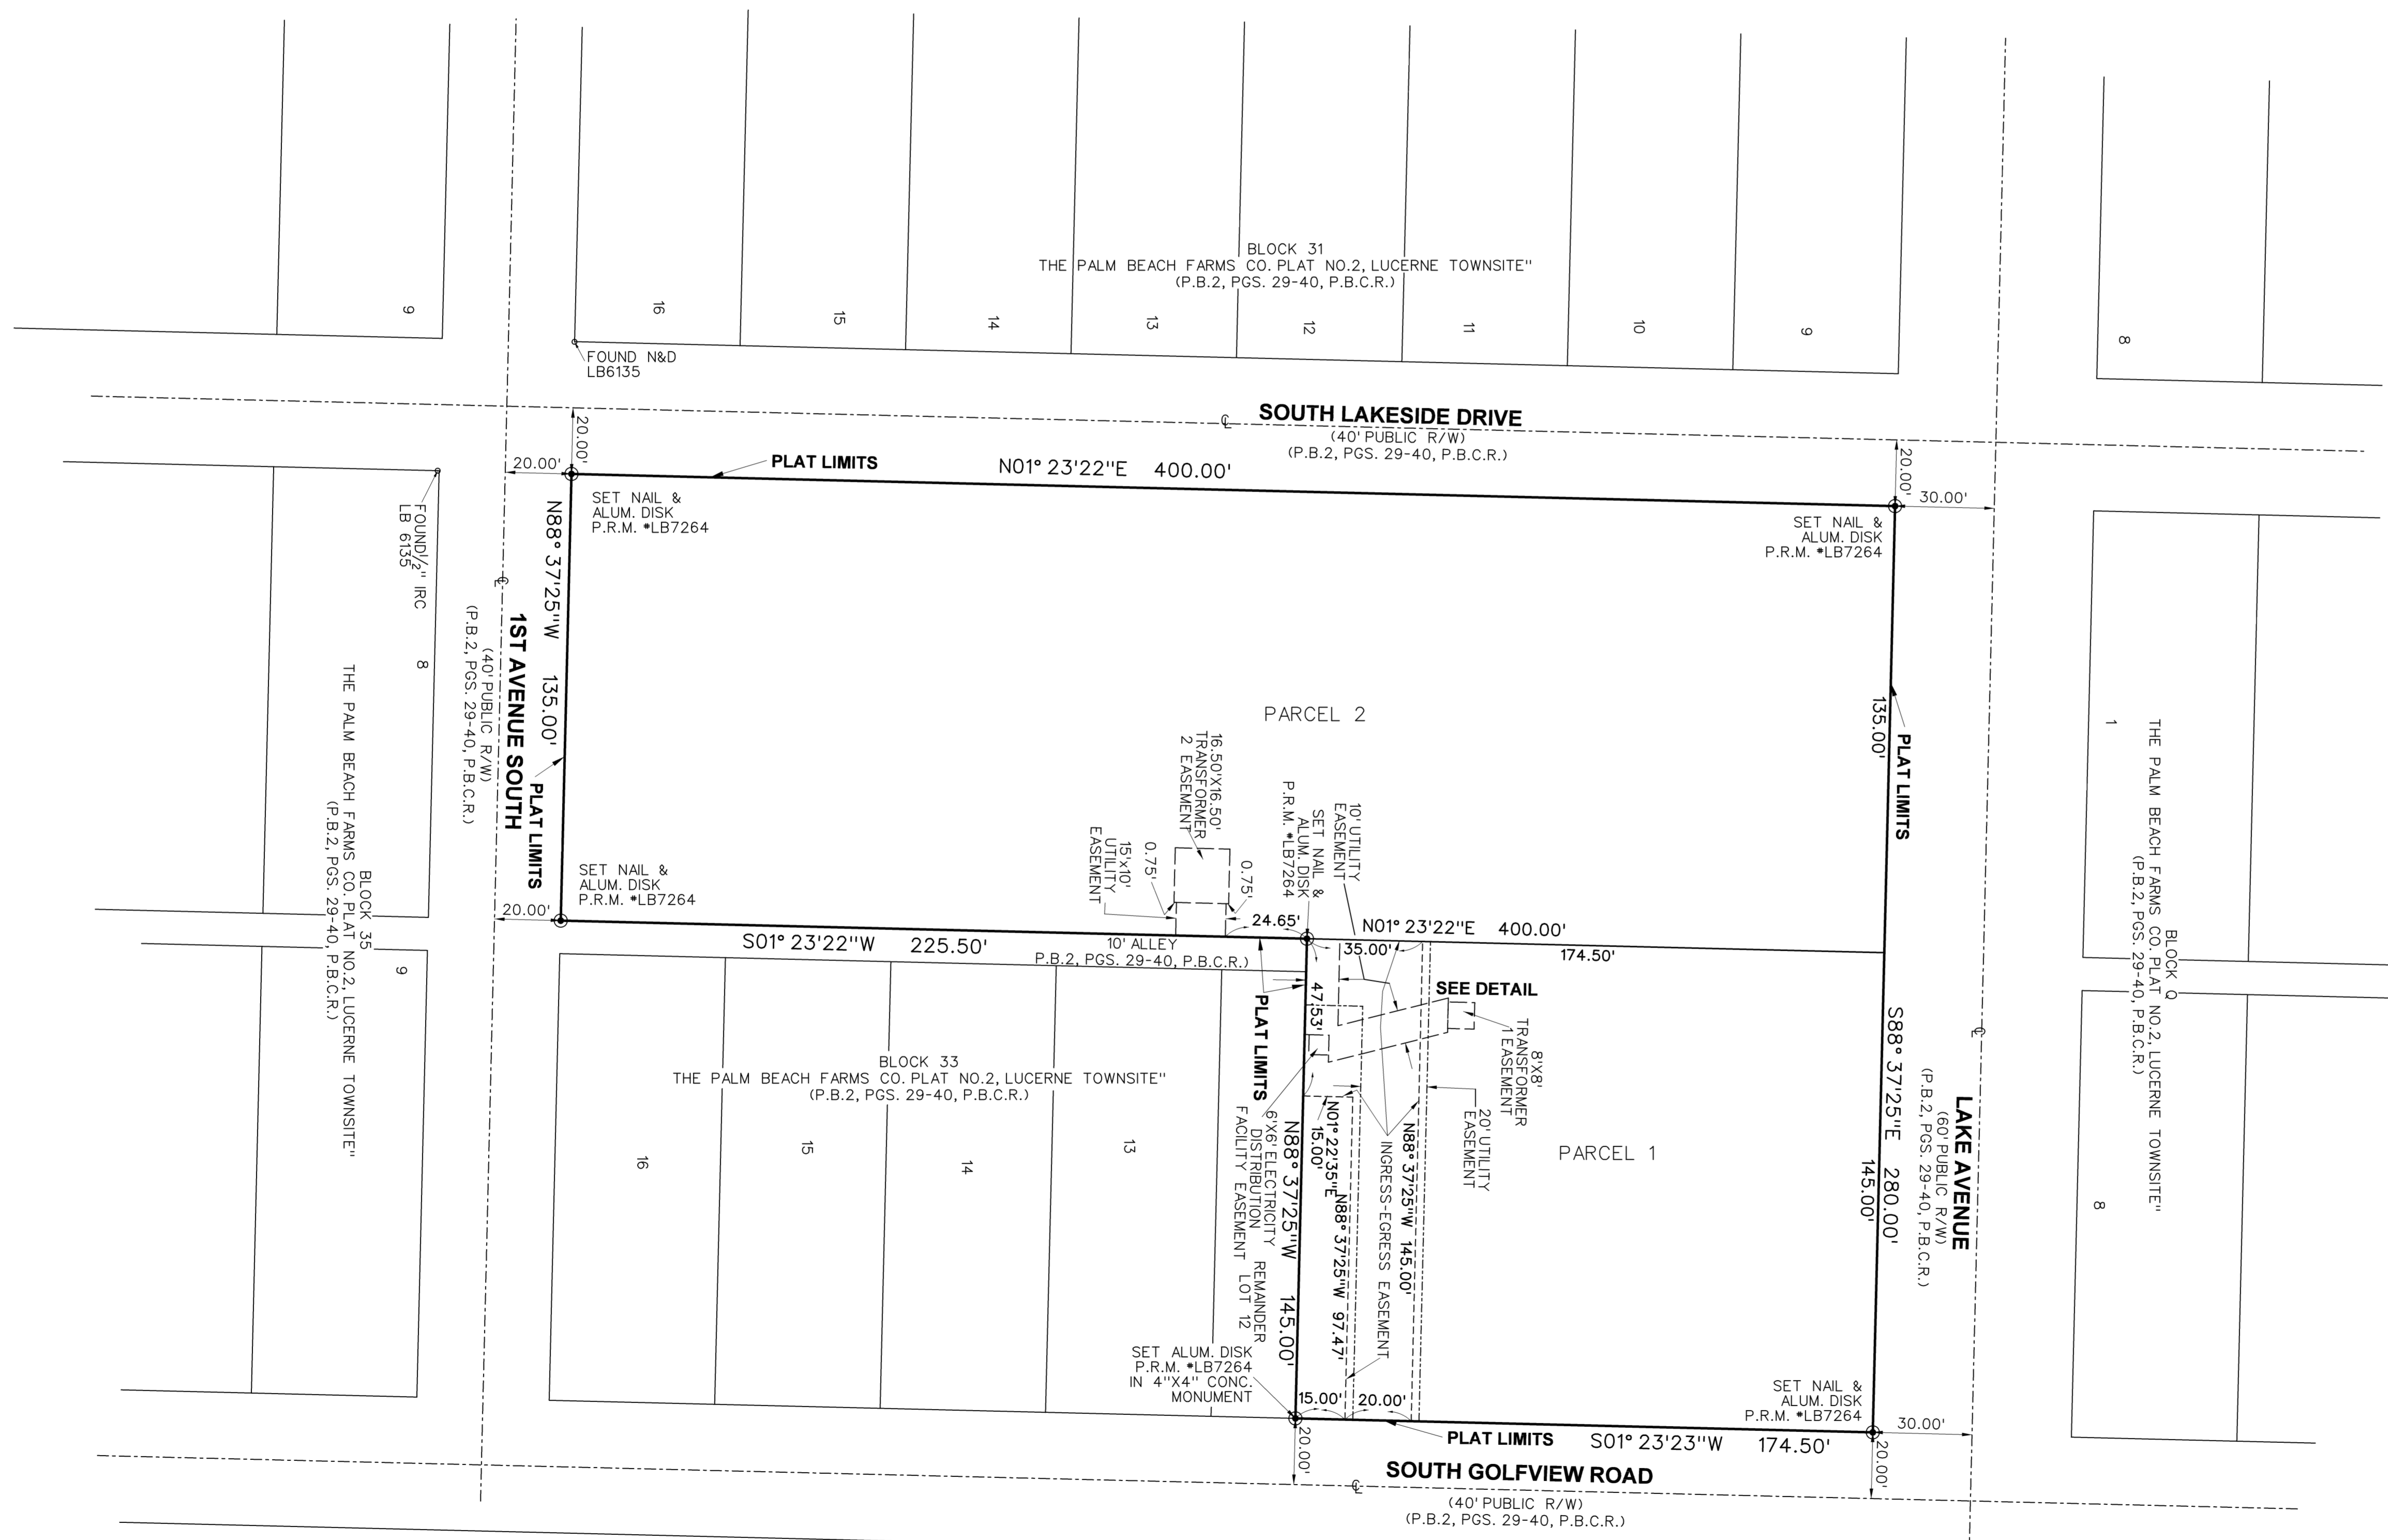 BLOCK 31
THE PALM BEACH FARMS CO. PLAT NO.2, LUCERNE TOWNSITE"
(P.B.2, PGS. 29-40, P.B.C.R.)
9
16
15
14
13
12
11
10
9
8
FOUND N&D
LB6135
SOUTH LAKESIDE DRIVE
(40' PUBLIC R/W)
(P.B.2, PGS. 29-40, P.B.C.R.)
℄
20.00'
20.00'
PLAT LIMITS
N01° 23'22"E 400.00'
20.00'
30.00'
SET NAIL &
ALUM. DISK
P.R.M. *LB7264
SET NAIL &
ALUM. DISK
P.R.M. *LB7264
FOUND 1/2" IRC
LB 6135
8
N88° 37'25"W 135.00'
℄
1ST AVENUE SOUTH
(40' PUBLIC R/W)
(P.B.2, PGS. 29-40, P.B.C.R.)
PLAT LIMITS
BLOCK 35
THE PALM BEACH FARMS CO. PLAT NO.2, LUCERNE TOWNSITE"
(P.B.2, PGS. 29-40, P.B.C.R.)
9
PARCEL 2
135.00'
PLAT LIMITS
1
BLOCK Q
THE PALM BEACH FARMS CO. PLAT NO.2, LUCERNE TOWNSITE"
(P.B.2, PGS. 29-40, P.B.C.R.)
8
16.50'X16.50'
TRANSFORMER
2 EASEMENT
15'x10'
UTILITY
EASEMENT
0.75'
0.75'
SET NAIL &
ALUM. DISK
P.R.M. *LB7264
10' UTILITY
EASEMENT
SET NAIL &
ALUM. DISK
P.R.M. *LB7264
20.00'
24.65'
N01° 23'22"E 400.00'
S01° 23'22"W 225.50'
10' ALLEY
P.B.2, PGS. 29-40, P.B.C.R.)
35.00'
174.50'
47.53'
SEE DETAIL
8'X8'
TRANSFORMER
1 EASEMENT
20' UTILITY
EASEMENT
PLAT LIMITS
BLOCK 33
THE PALM BEACH FARMS CO. PLAT NO.2, LUCERNE TOWNSITE"
(P.B.2, PGS. 29-40, P.B.C.R.)
16
15
14
13
6'X6' ELECTRICITY
DISTRIBUTION
FACILITY EASEMENT
REMAINDER
LOT 12
N88° 37'25"W 145.00'
N01° 22'35"E
15.00'
N88° 37'25"W 97.47'
N88° 37'25"W 145.00'
INGRESS-EGRESS EASEMENT
PARCEL 1
S88° 37'25"E 280.00'
145.00'
℄
LAKE AVENUE
(60' PUBLIC R/W)
(P.B.2, PGS. 29-40, P.B.C.R.)
SET ALUM. DISK
P.R.M. *LB7264
IN 4"X4" CONC.
MONUMENT
15.00'
20.00'
SET NAIL &
ALUM. DISK
P.R.M. *LB7264
30.00'
20.00'
PLAT LIMITS
S01° 23'23"W 174.50'
20.00'
SOUTH GOLFVIEW ROAD
℄
(40' PUBLIC R/W)
(P.B.2, PGS. 29-40, P.B.C.R.)